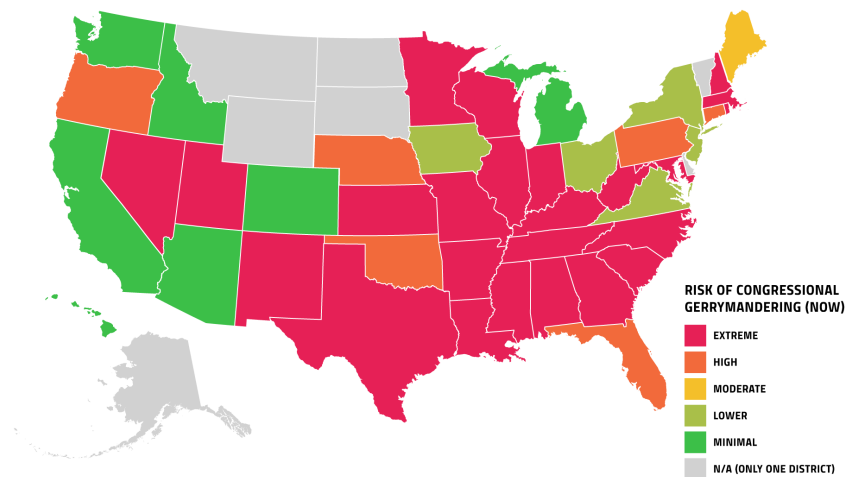 RISK OF CONGRESSIONAL
GERRYMANDERING (NOW)
EXTREME
HIGH
MODERATE
LOWER
MINIMAL
N/A (ONLY ONE DISTRICT)